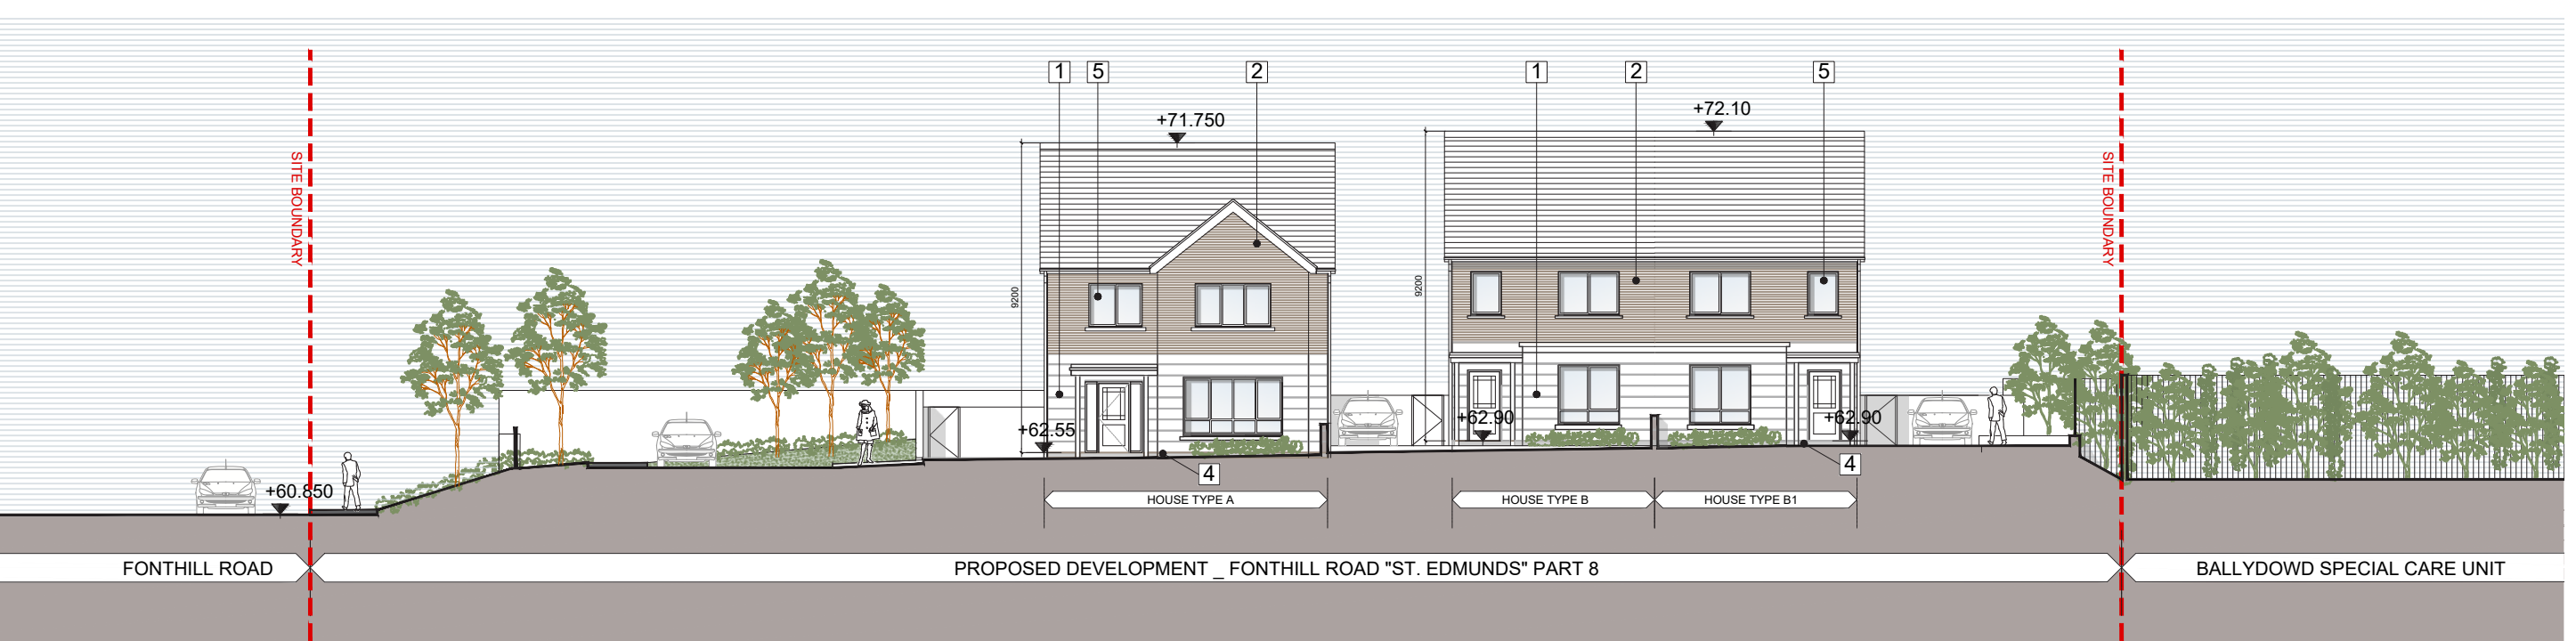 1
5
2
1
2
5
+71.750
+72.10
SITE BOUNDARY
SITE BOUNDARY
9200
9200
+62.55
+62.90
+62.90
4
4
+60.850
HOUSE TYPE A
HOUSE TYPE B
HOUSE TYPE B1
FONTHILL ROAD
PROPOSED DEVELOPMENT _ FONTHILL ROAD "ST. EDMUNDS" PART 8
BALLYDOWD SPECIAL CARE UNIT